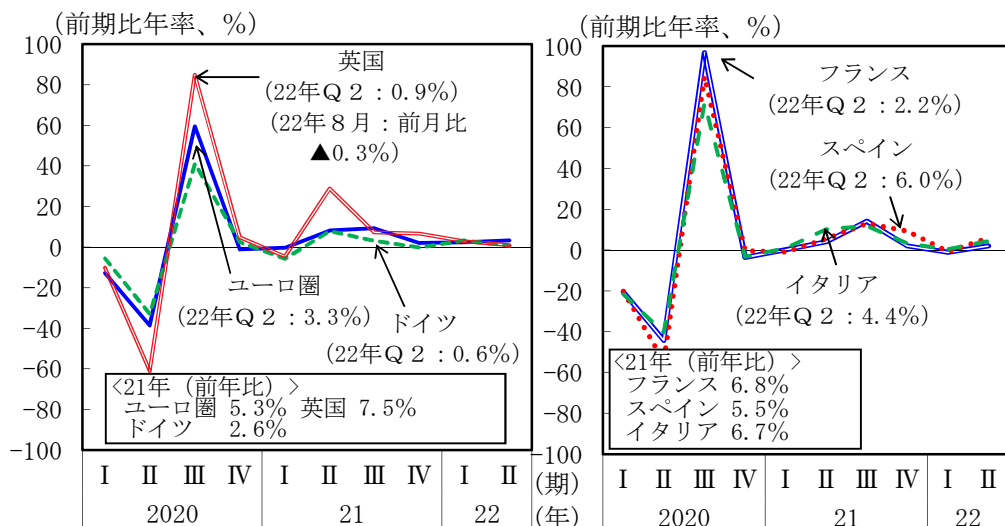 (前期比年率、%)
100
80
60
40
20
0
−20
−40
−60
−80
−100
英国
(22年Q2:0.9%)
(22年8月:前月比
▲0.3%)
ユーロ圏
(22年Q2:3.3%)
ドイツ
(22年Q2:0.6%)
<21年(前年比)>
ユーロ圏 5.3% 英国 7.5%
ドイツ 2.6%
Ⅰ Ⅱ Ⅲ Ⅳ Ⅰ Ⅱ Ⅲ Ⅳ Ⅰ Ⅱ (期)
2020 21 22 (年)
(前期比年率、%)
100
80
60
40
20
0
−20
−40
−60
−80
−100
フランス
(22年Q2:2.2%)
スペイン
(22年Q2:6.0%)
イタリア
(22年Q2:4.4%)
<21年(前年比)>
フランス 6.8%
スペイン 5.5%
イタリア 6.7%
Ⅰ Ⅱ Ⅲ Ⅳ Ⅰ Ⅱ Ⅲ Ⅳ Ⅰ Ⅱ
2020 21 22